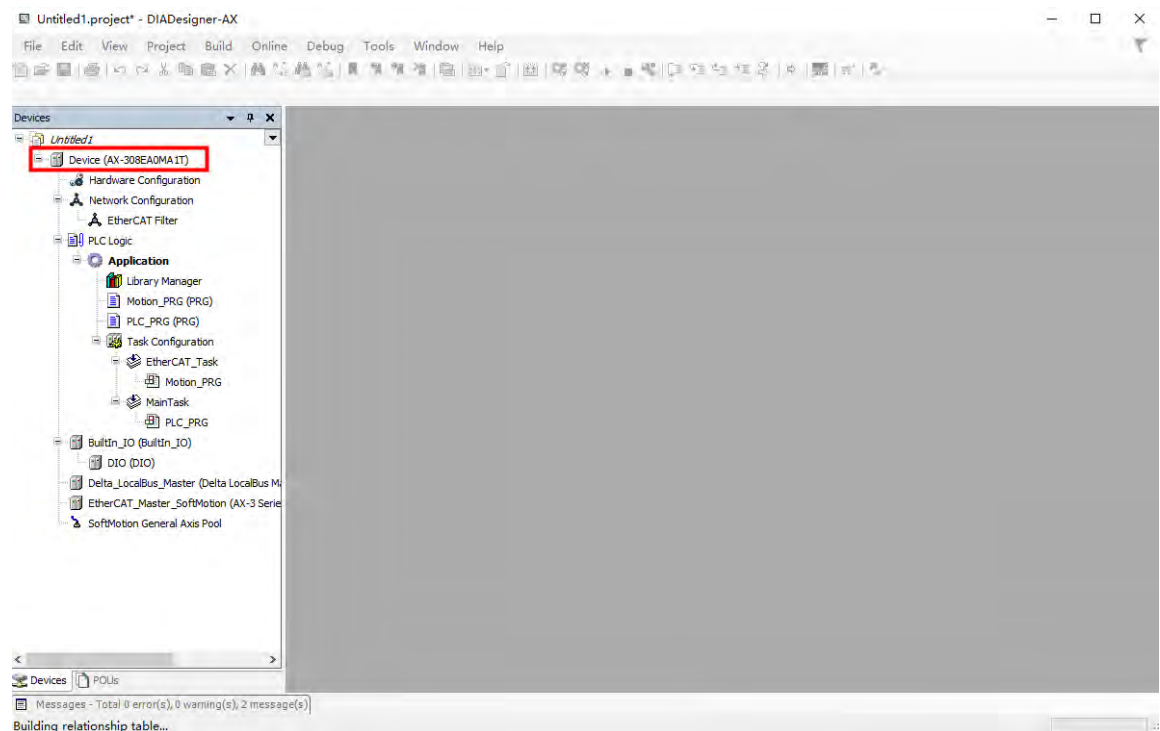 Untitled1.project* - DIADesigner-AX
File Edit View Project Build Online Debug Tools Window Help
Devices
Untitled1
Device (AX-308EA0MA1T)
Hardware Configuration
Network Configuration
EtherCAT Filter
PLC Logic
Application
Library Manager
Motion_PRG (PRG)
PLC_PRG (PRG)
Task Configuration
EtherCAT_Task
Motion_PRG
MainTask
PLC_PRG
BuiltIn_IO (BuiltIn_IO)
DIO (DIO)
Delta_LocalBus_Master (Delta LocalBus Ma
EtherCAT_Master_SoftMotion (AX-3 Serie
SoftMotion General Axis Pool
Devices POUs
Messages - Total 0 error(s), 0 warning(s), 2 message(s)
Building relationship table...